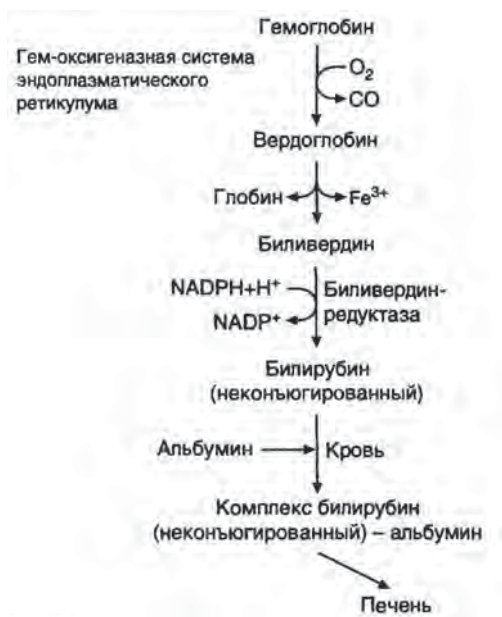 Гемоглобин
Гем-оксигеназная система
эндоплазматического
ретикулума
O₂
CO
Вердоглобин
Глобин
Fe³⁺
Биливердин
NADPH+H⁺
Биливердин-
редуктаза
NADP⁺
Билирубин
(неконъюгированный)
Альбумин
Кровь
Комплекс билирубин
(неконъюгированный) – альбумин
Печень